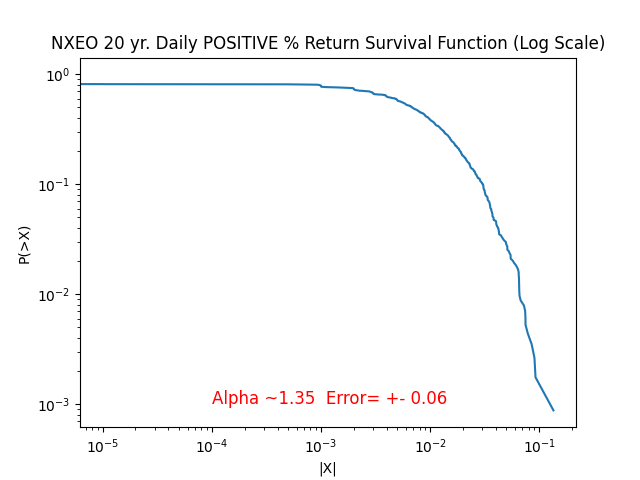 NXEO 20 yr. Daily POSITIVE % Return Survival Function (Log Scale)
10⁰
10⁻¹
10⁻²
10⁻³
P(>X)
Alpha ~1.35  Error= +- 0.06
10⁻⁵ 10⁻⁴ 10⁻³ 10⁻² 10⁻¹
|X|